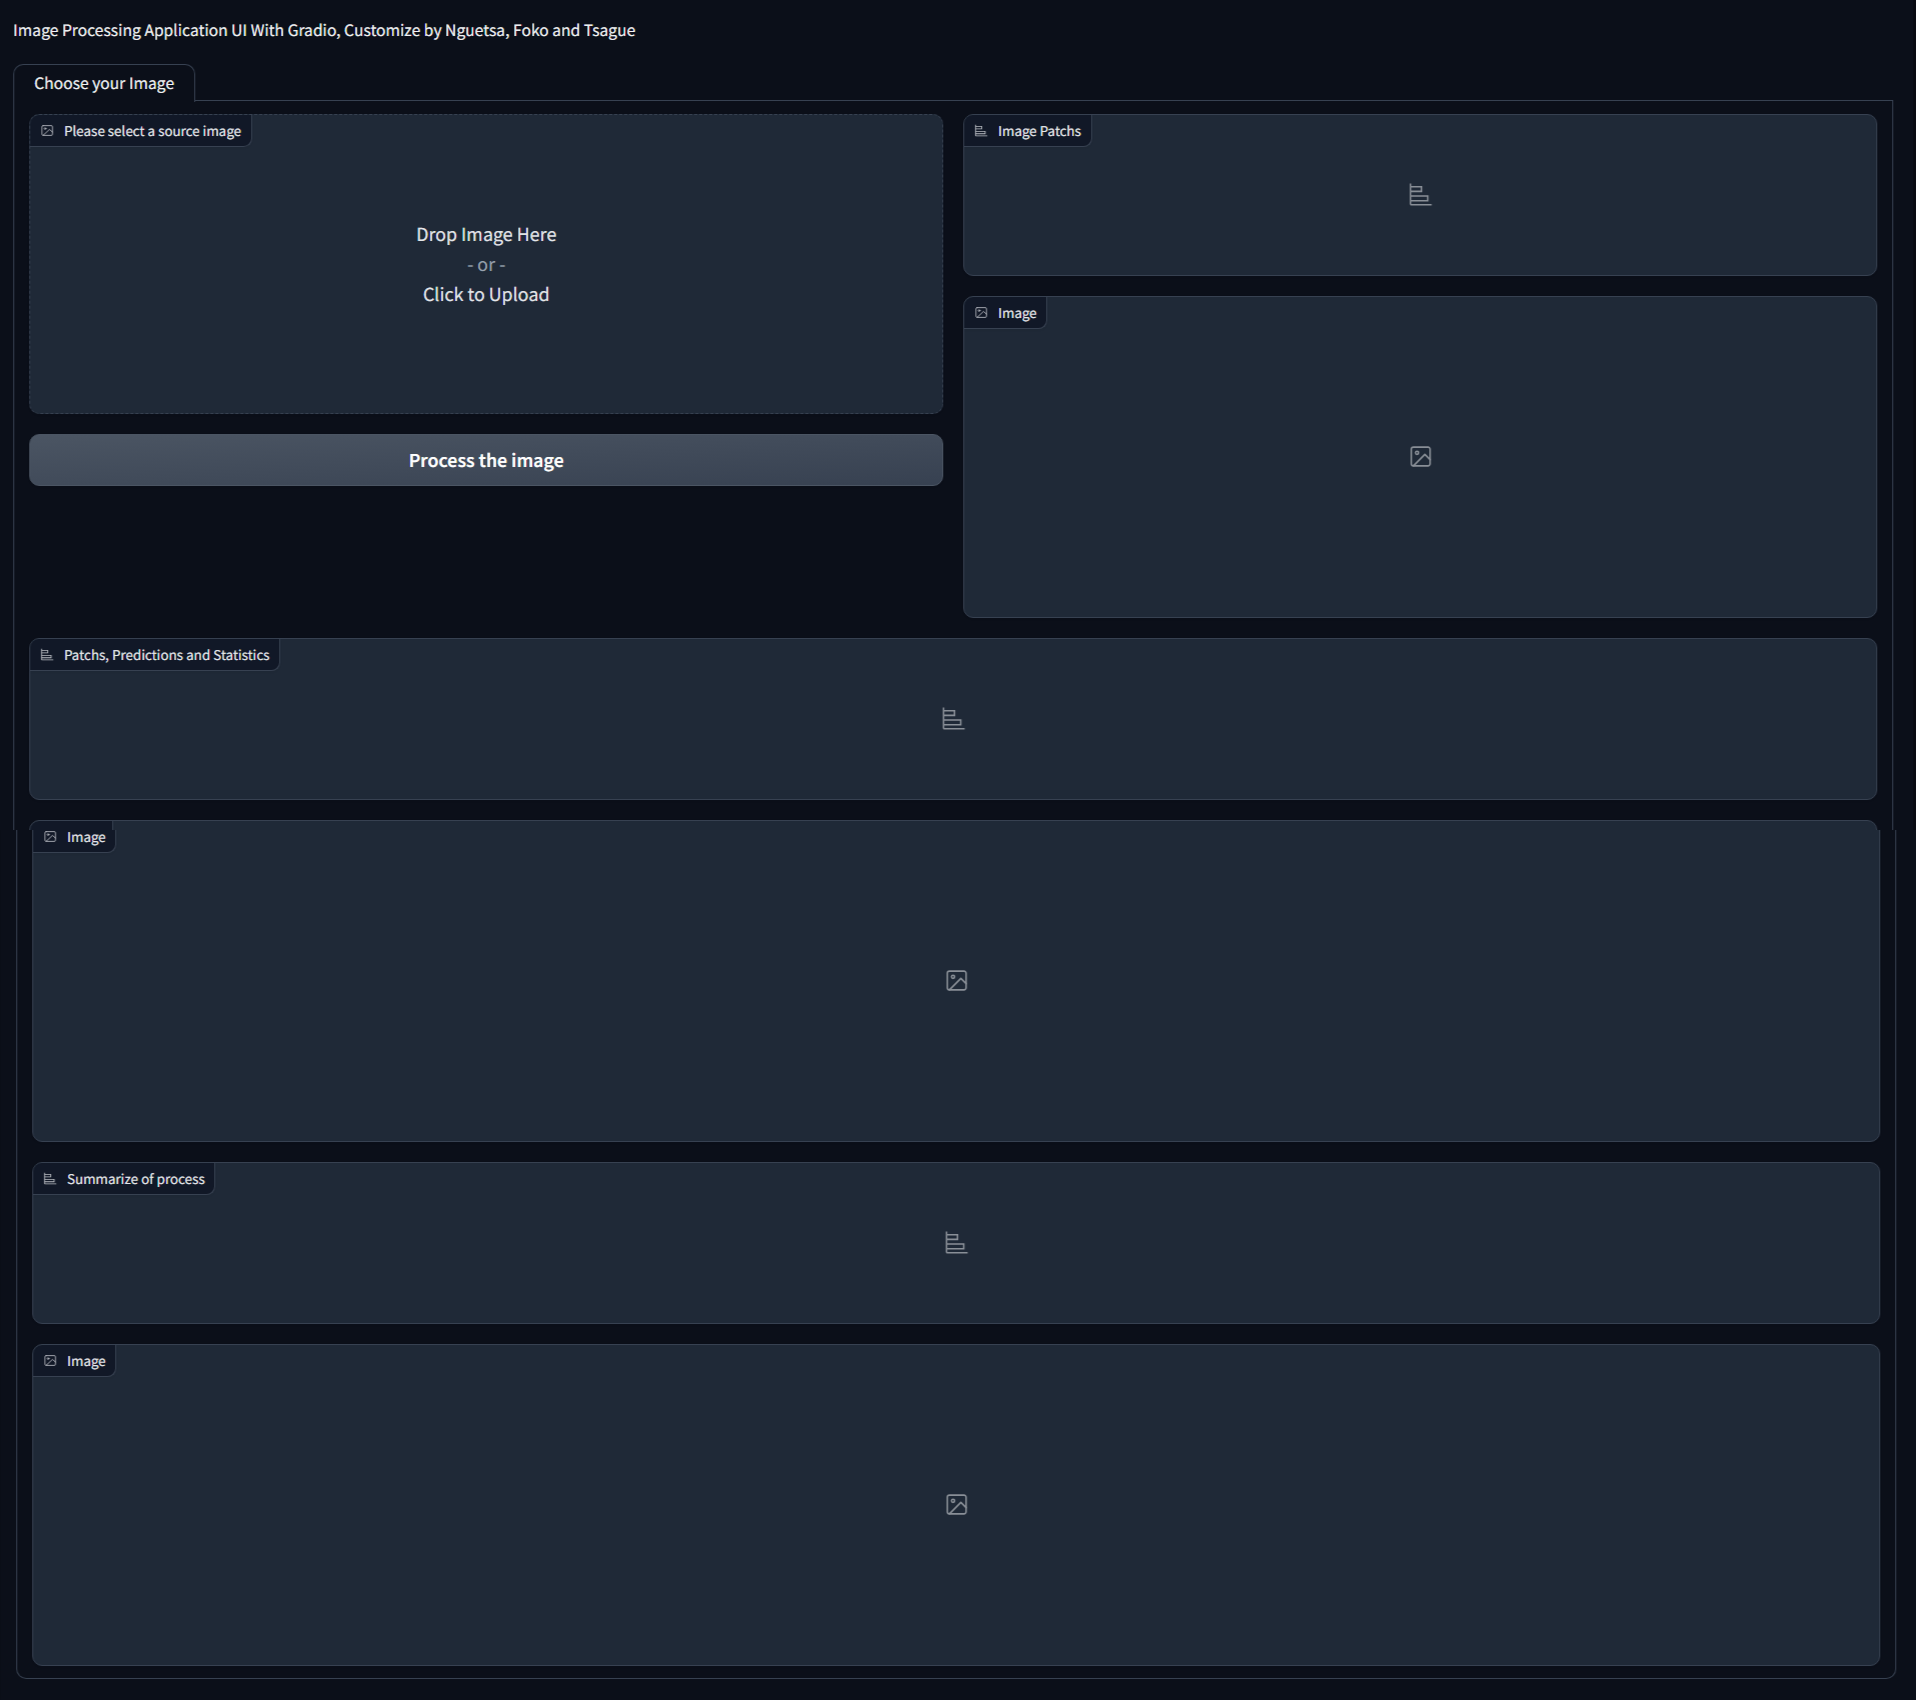 Image Processing Application UI With Gradio, Customize by Nguetsa, Foko and Tsague
Choose your Image
Please select a source image
Drop Image Here
- or -
Click to Upload
Process the image
Image Patchs
Image
Patchs, Predictions and Statistics
Image
Summarize of process
Image